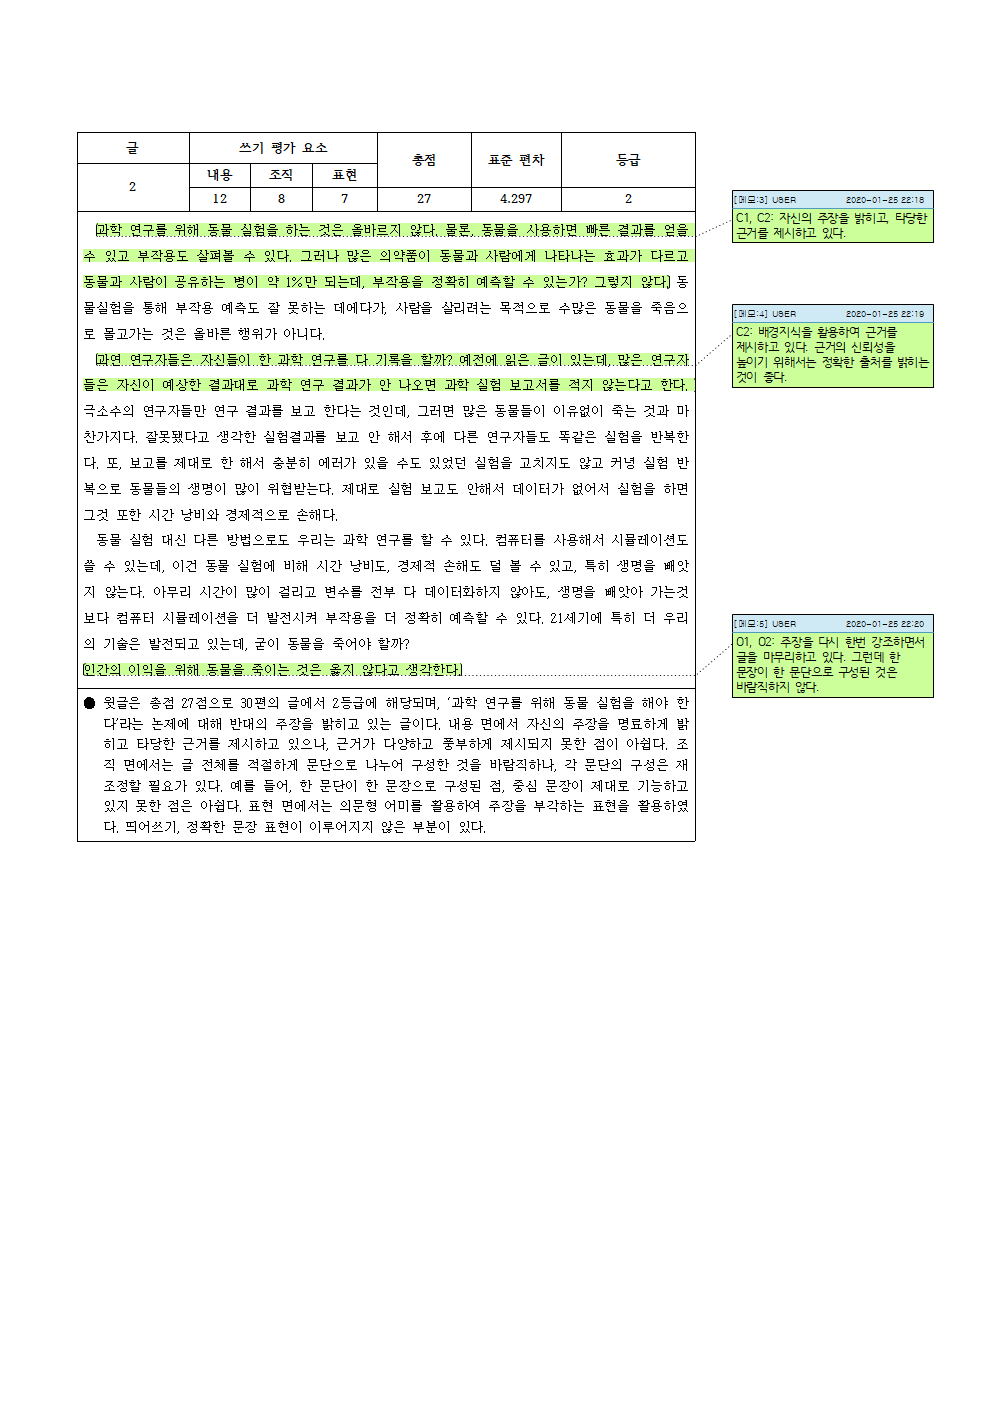 글 쓰기 평가 요소 총점 표준 편차 등급
2 내용 조직 표현
12 8 7 27 4.297 2
과학 연구를 위해 동물 실험을 하는 것은 올바르지 않다. 물론, 동물을 사용하면 빠른 결과를 얻을
수 있고 부작용도 살펴볼 수 있다. 그러나 많은 의약품이 동물과 사람에게 나타나는 효과가 다르고
동물과 사람이 공유하는 병이 약 1%만 되는데, 부작용을 정확히 예측할 수 있는가? 그렇지 않다. 동
물실험을 통해 부작용 예측도 잘 못하는 데에다가, 사람을 살리려는 목적으로 수많은 동물을 죽음으
로 몰고가는 것은 올바른 행위가 아니다.
과연 연구자들은 자신들이 한 과학 연구를 다 기록을 할까? 예전에 읽은 글이 있는데, 많은 연구자
들은 자신이 예상한 결과대로 과학 연구 결과가 안 나오면 과학 실험 보고서를 적지 않는다고 한다.
극소수의 연구자들만 연구 결과를 보고 한다는 것인데, 그러면 많은 동물들이 이유없이 죽는 것과 마
찬가지다. 잘못됐다고 생각한 실험결과를 보고 안 해서 후에 다른 연구자들도 똑같은 실험을 반복한
다. 또, 보고를 제대로 한 해서 충분히 에러가 있을 수도 있었던 실험을 고치지도 않고 커녕 실험 반
복으로 동물들의 생명이 많이 위협받는다. 제대로 실험 보고도 안해서 데이터가 없어서 실험을 하면
그것 또한 시간 낭비와 경제적으로 손해다.
동물 실험 대신 다른 방법으로도 우리는 과학 연구를 할 수 있다. 컴퓨터를 사용해서 시뮬레이션도
쓸 수 있는데, 이건 동물 실험에 비해 시간 낭비도, 경제적 손해도 덜 볼 수 있고, 특히 생명을 빼앗
지 않는다. 아무리 시간이 많이 걸리고 변수를 전부 다 데이터화하지 않아도, 생명을 빼앗아 가는것
보다 컴퓨터 시뮬레이션을 더 발전시켜 부작용을 더 정확히 예측할 수 있다. 21세기에 특히 더 우리
의 기술은 발전되고 있는데, 굳이 동물을 죽어야 할까?
인간의 이익을 위해 동물을 죽이는 것은 옳지 않다고 생각한다.
● 윗글은 총점 27점으로 30편의 글에서 2등급에 해당되며, ‘과학 연구를 위해 동물 실험을 해야 한
다’라는 논제에 대해 반대의 주장을 밝히고 있는 글이다. 내용 면에서 자신의 주장을 명료하게 밝
히고 타당한 근거를 제시하고 있으나, 근거가 다양하고 풍부하게 제시되지 못한 점이 아쉽다. 조
직 면에서는 글 전체를 적절하게 문단으로 나누어 구성한 것을 바람직하나, 각 문단의 구성은 재
조정할 필요가 있다. 예를 들어, 한 문단이 한 문장으로 구성된 점, 중심 문장이 제대로 기능하고
있지 못한 점은 아쉽다. 표현 면에서는 의문형 어미를 활용하여 주장을 부각하는 표현을 활용하였
다. 띄어쓰기, 정확한 문장 표현이 이루어지지 않은 부분이 있다.
[메모:3] USER 2020-01-25 22:18
C1, C2: 자신의 주장을 밝히고, 타당한
근거를 제시하고 있다.
[메모:4] USER 2020-01-25 22:19
C2: 배경지식을 활용하여 근거를
제시하고 있다. 근거의 신뢰성을
높이기 위해서는 정확한 출처를 밝히는
것이 좋다.
[메모:5] USER 2020-01-25 22:20
O1, O2: 주장을 다시 한번 강조하면서
글을 마무리하고 있다. 그런데 한
문장이 한 문단으로 구성된 것은
바람직하지 않다.